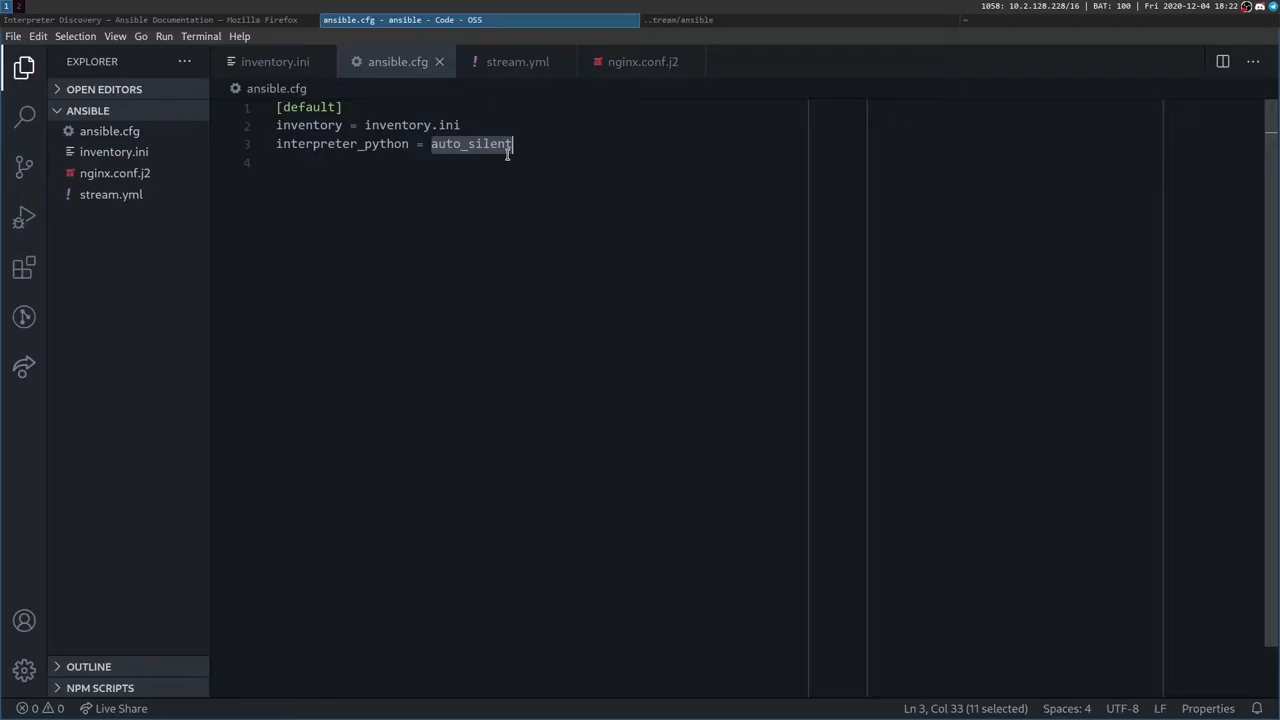 1 2
1058: 10.2.128.228/16 | BAT: 100 | Fri 2020-12-04 18:22
Interpreter Discovery — Ansible Documentation — Mozilla Firefox
ansible.cfg - ansible - Code - OSS
..tream/ansible
~
File Edit Selection View Go Run Terminal Help
EXPLORER
inventory.ini
ansible.cfg
stream.yml
nginx.conf.j2
OPEN EDITORS
ANSIBLE
ansible.cfg
inventory.ini
nginx.conf.j2
stream.yml
ansible.cfg
1 [default]
2 inventory = inventory.ini
3 interpreter_python = auto_silent
4
OUTLINE
NPM SCRIPTS
0 0 Live Share
Ln 3, Col 33 (11 selected) Spaces: 4 UTF-8 LF Properties